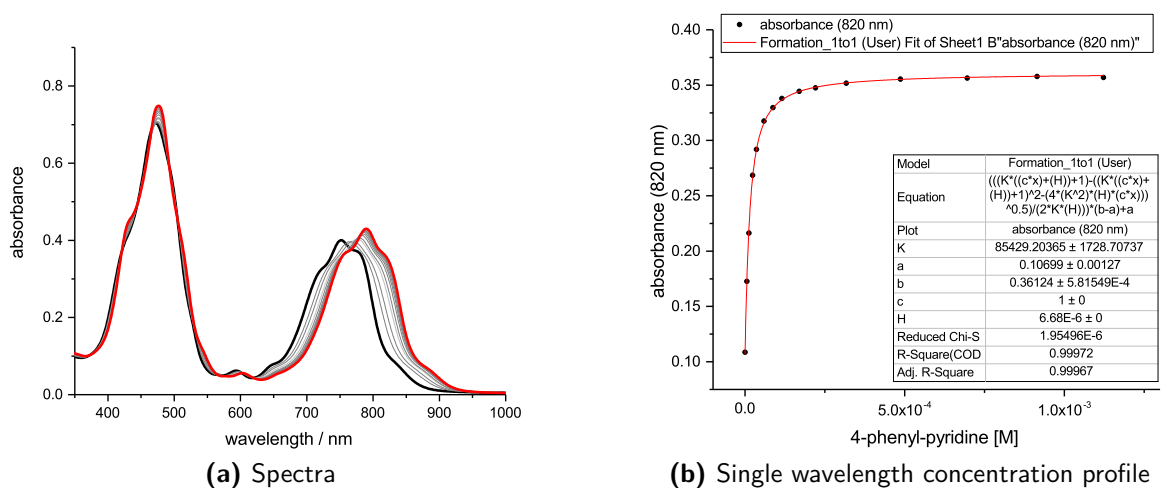 absorbance
0.8
0.6
0.4
0.2
0.0
400
500
600
700
800
900
1000
wavelength / nm
(a) Spectra
absorbance (820 nm)
Formation_1to1 (User) Fit of Sheet1 B"absorbance (820 nm)"
absorbance (820 nm)
0.40
0.35
0.30
0.25
0.20
0.15
0.10
Model Formation_1to1 (User)
Equation (((K*((c*x)+(H))+1)-((K*((c*x)+
(H))+1)^2-(4*(K^2)*(H)*(c*x)))
^0.5)/(2*K*(H)))*(b-a)+a
Plot absorbance (820 nm)
K 85429.20365 ± 1728.70737
a 0.10699 ± 0.00127
b 0.36124 ± 5.81549E-4
c 1 ± 0
H 6.68E-6 ± 0
Reduced Chi-S 1.95496E-6
R-Square(COD 0.99972
Adj. R-Square 0.99967
0.0
5.0x10⁻⁴
1.0x10⁻³
4-phenyl-pyridine [M]
(b) Single wavelength concentration profile